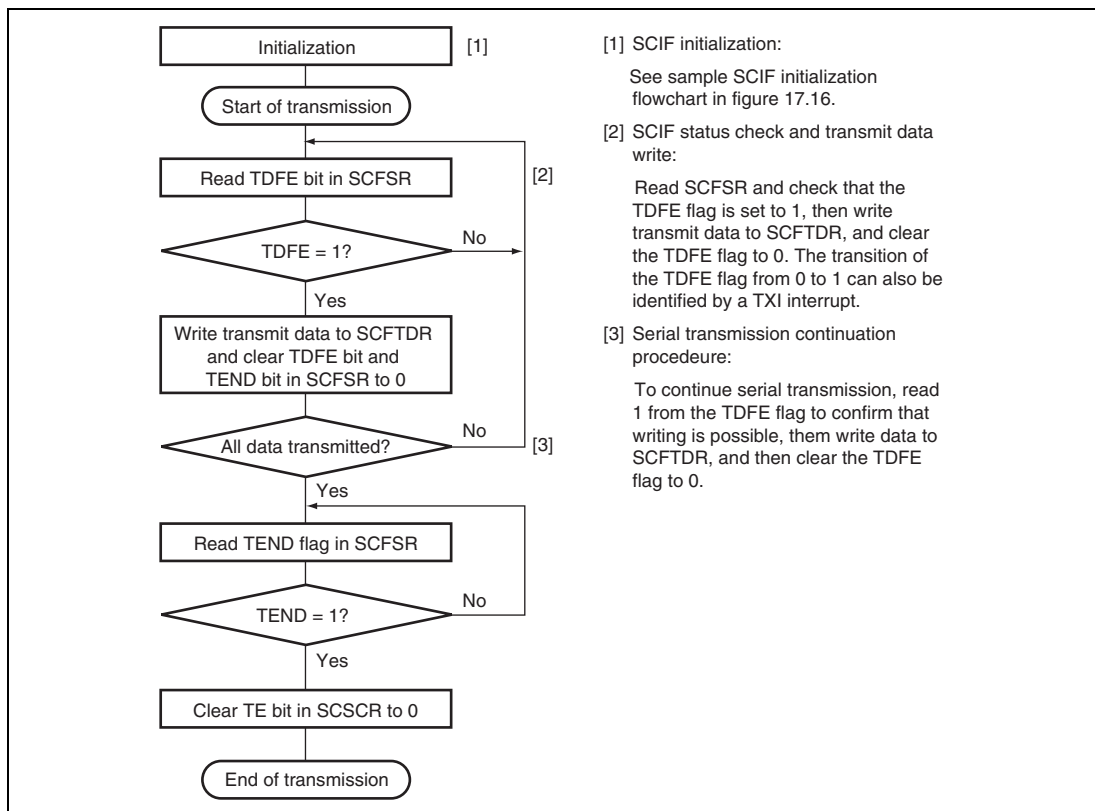 Initialization
[1]
Start of transmission
Read TDFE bit in SCFSR
[2]
TDFE = 1?
No
Yes
Write transmit data to SCFTDR
and clear TDFE bit and
TEND bit in SCFSR to 0
All data transmitted?
No
[3]
Yes
Read TEND flag in SCFSR
TEND = 1?
No
Yes
Clear TE bit in SCSCR to 0
End of transmission
[1] SCIF initialization:
See sample SCIF initialization
flowchart in figure 17.16.
[2] SCIF status check and transmit data
write:
Read SCFSR and check that the
TDFE flag is set to 1, then write
transmit data to SCFTDR, and clear
the TDFE flag to 0. The transition of
the TDFE flag from 0 to 1 can also be
identified by a TXI interrupt.
[3] Serial transmission continuation
procedeure:
To continue serial transmission, read
1 from the TDFE flag to confirm that
writing is possible, them write data to
SCFTDR, and then clear the TDFE
flag to 0.